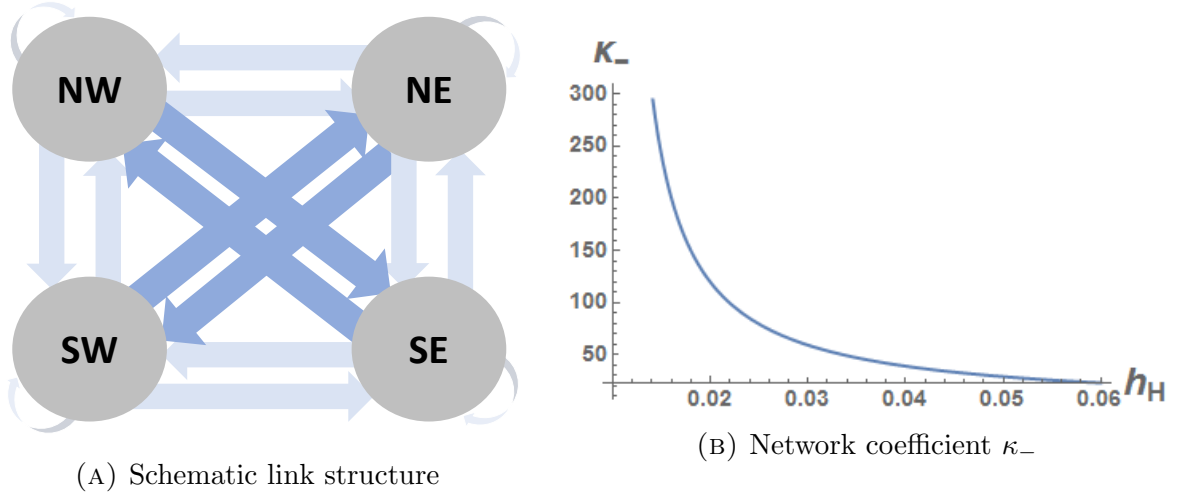 NW
NE
SW
SE
(A) Schematic link structure
κ₋
300
250
200
150
100
50
0.02 0.03 0.04 0.05 0.06 h_H
(B) Network coefficient κ₋